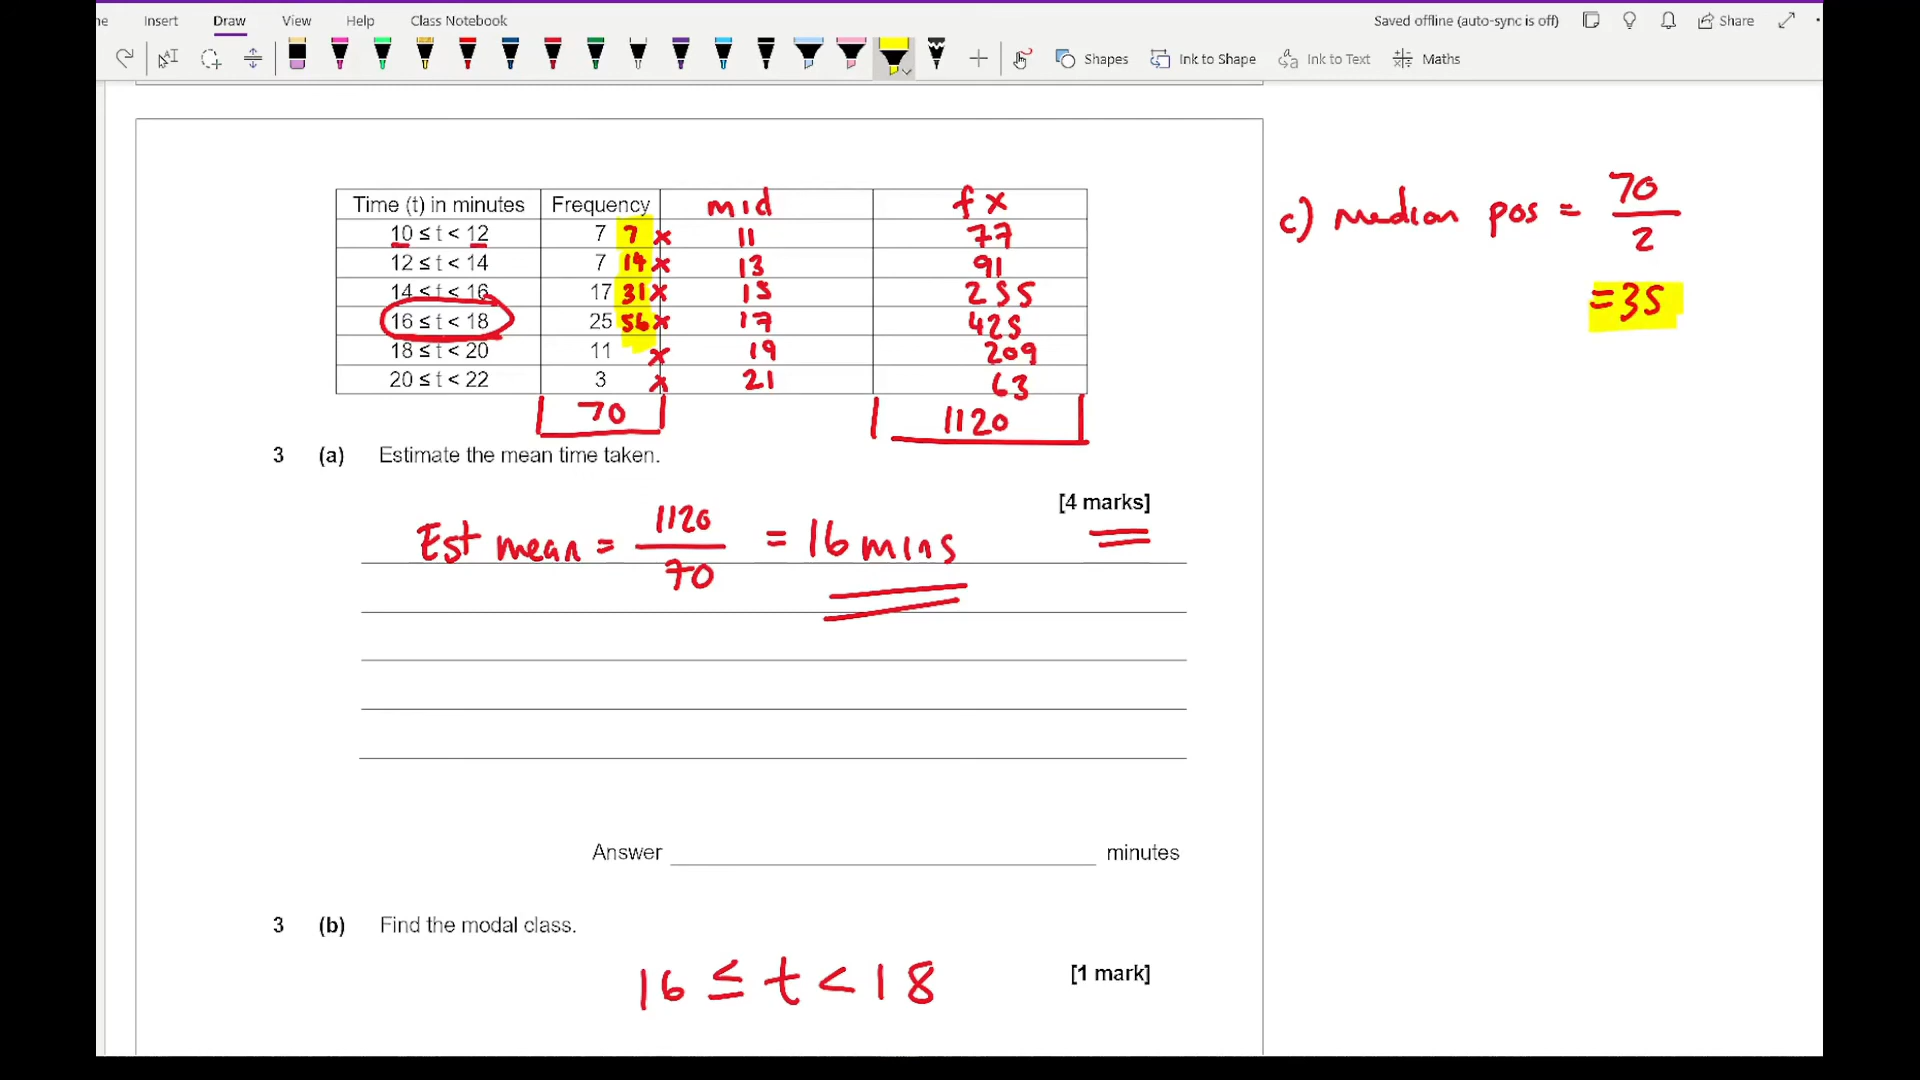 Insert Draw View Help Class Notebook Saved offline (auto-sync is off) Share
Shapes Ink to Shape Ink to Text Maths
Time (t) in minutes Frequency mid fx
10 ≤ t < 12 7 7 x 11 77
12 ≤ t < 14 7 14 x 13 91
14 ≤ t < 16 17 31 x 15 255
16 ≤ t < 18 25 56 x 17 425
18 ≤ t < 20 11 x 19 209
20 ≤ t < 22 3 x 21 63
70 1120
3 (a) Estimate the mean time taken.
[4 marks]
Est mean = 1120/70 = 16 mins
Answer minutes
3 (b) Find the modal class.
16 ≤ t < 18 [1 mark]
c) median pos = 70/2
= 35